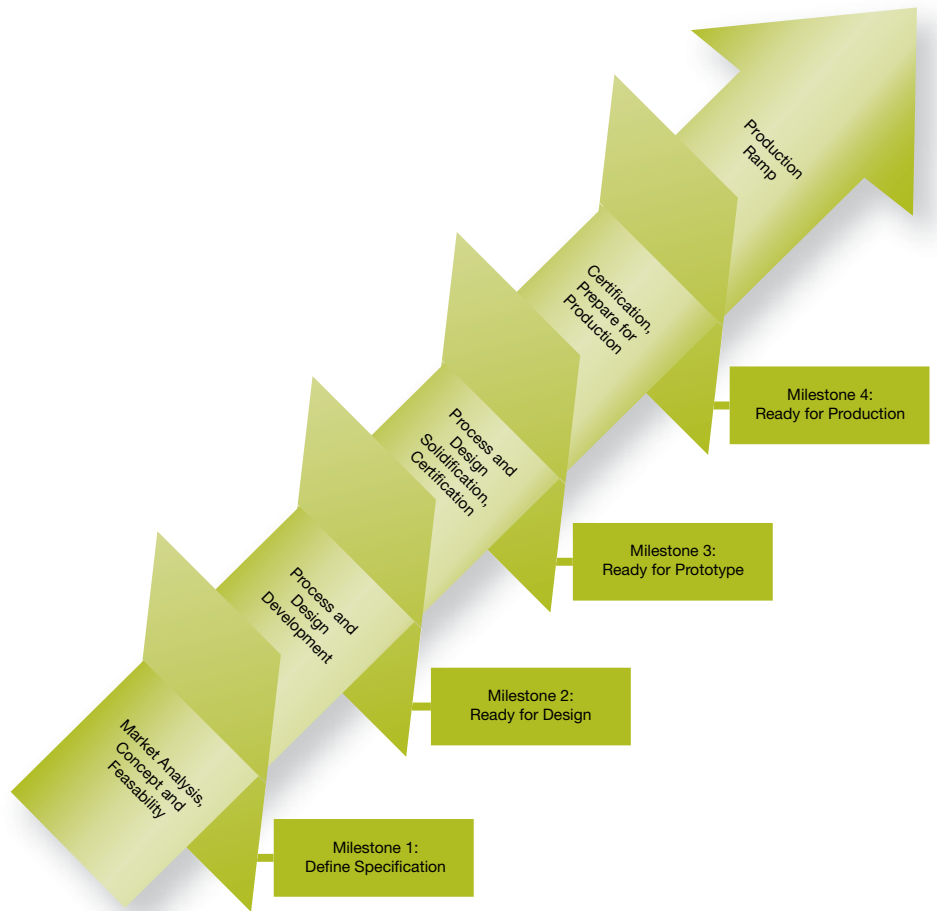 Market Analysis,
Concept and
Feasability
Milestone 1:
Define Specification
Process and
Design
Development
Milestone 2:
Ready for Design
Process and
Design
Solidification,
Certification
Milestone 3:
Ready for Prototype
Certification,
Prepare for
Production
Milestone 4:
Ready for Production
Production
Ramp